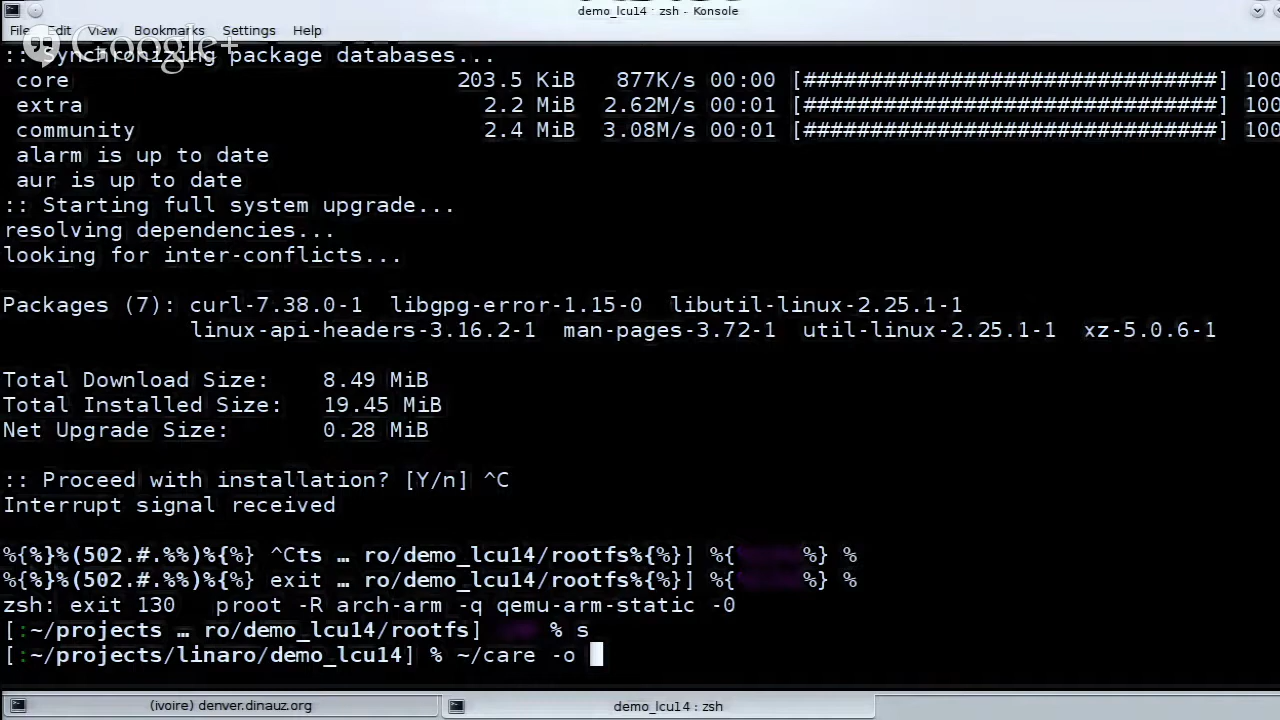 demo_lcu14 : zsh - Konsole
File Edit View Bookmarks Settings Help
Google+
:: Synchronizing package databases...
core 203.5 KiB 877K/s 00:00 [###############################] 100
extra 2.2 MiB 2.62M/s 00:01 [###############################] 100
community 2.4 MiB 3.08M/s 00:01 [###############################] 100
alarm is up to date
aur is up to date
:: Starting full system upgrade...
resolving dependencies...
looking for inter-conflicts...
Packages (7): curl-7.38.0-1 libgpg-error-1.15-0 libutil-linux-2.25.1-1
linux-api-headers-3.16.2-1 man-pages-3.72-1 util-linux-2.25.1-1 xz-5.0.6-1
Total Download Size: 8.49 MiB
Total Installed Size: 19.45 MiB
Net Upgrade Size: 0.28 MiB
:: Proceed with installation? [Y/n] ^C
Interrupt signal received
%{%}%(502.#.%%)%{%} ^Cts … ro/demo_lcu14/rootfs%{%}] %{ %} %
%{%}%(502.#.%%)%{%} exit … ro/demo_lcu14/rootfs%{%}] %{ %} %
zsh: exit 130 proot -R arch-arm -q qemu-arm-static -0
[:~/projects … ro/demo_lcu14/rootfs] % s
[:~/projects/linaro/demo_lcu14] % ~/care -o
(ivoire) denver.dinauz.org
demo_lcu14 : zsh